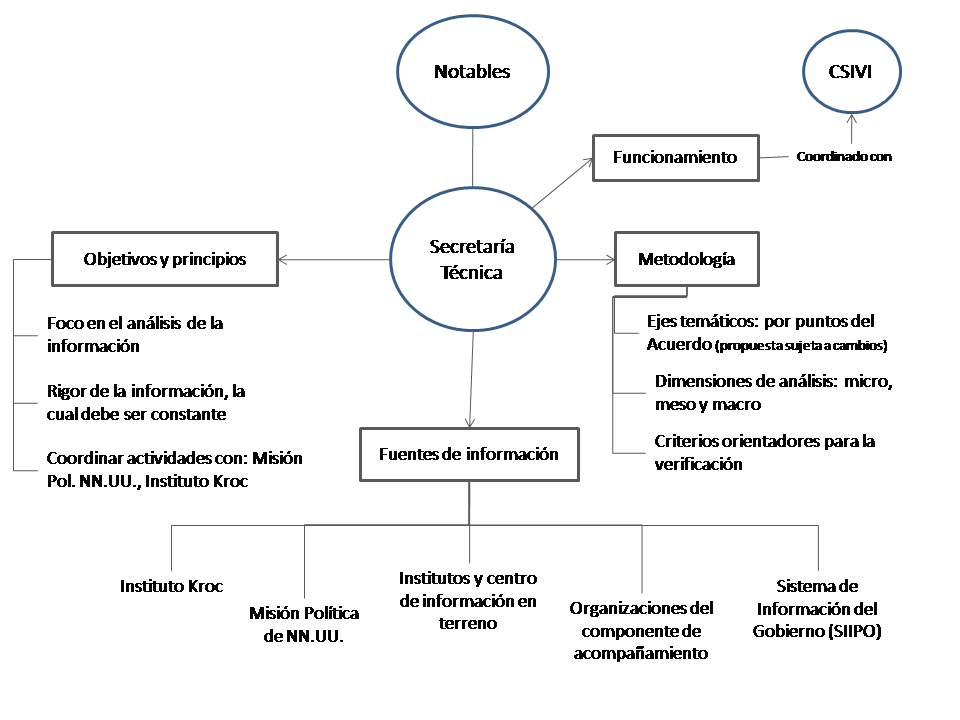 Notables
CSIVI
Funcionamiento
Coordinado con
Secretaría
Técnica
Objetivos y principios
Metodología
Foco en el análisis de la
información
Rigor de la información, la
cual debe ser constante
Coordinar actividades con: Misión
Pol. NN.UU., Instituto Kroc
Ejes temáticos: por puntos del
Acuerdo (propuesta sujeta a cambios)
Dimensiones de análisis: micro,
meso y macro
Criterios orientadores para la
verificación
Fuentes de información
Instituto Kroc
Misión Política
de NN.UU.
Institutos y centro
de información en
terreno
Organizaciones del
componente de
acompañamiento
Sistema de
Información del
Gobierno (SIIPO)